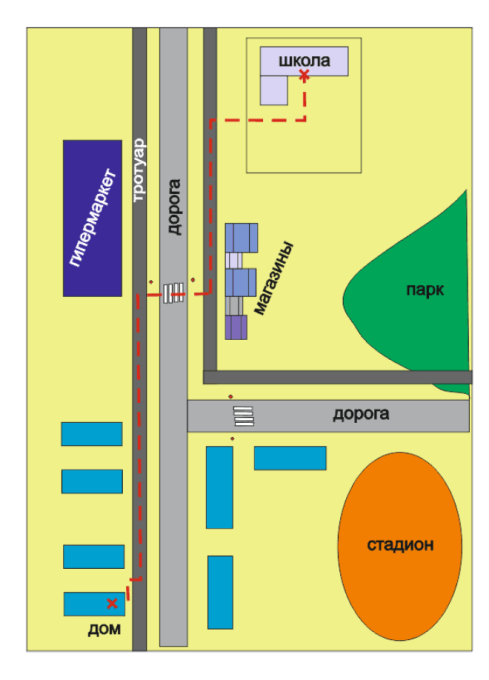 школа
тротуар
гипермаркет
дорога
магазины
парк
дорога
стадион
дом